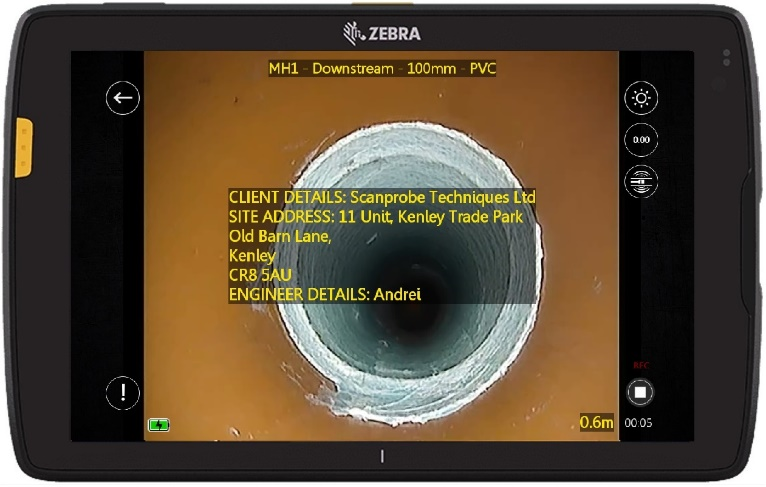 ZEBRA
MH1 - Downstream - 100mm - PVC
0.00
CLIENT DETAILS: Scanprobe Techniques Ltd
SITE ADDRESS: 11 Unit, Kenley Trade Park
Old Barn Lane,
Kenley
CR8 5AU
ENGINEER DETAILS: Andrei
!
REC
0.6m
00:05